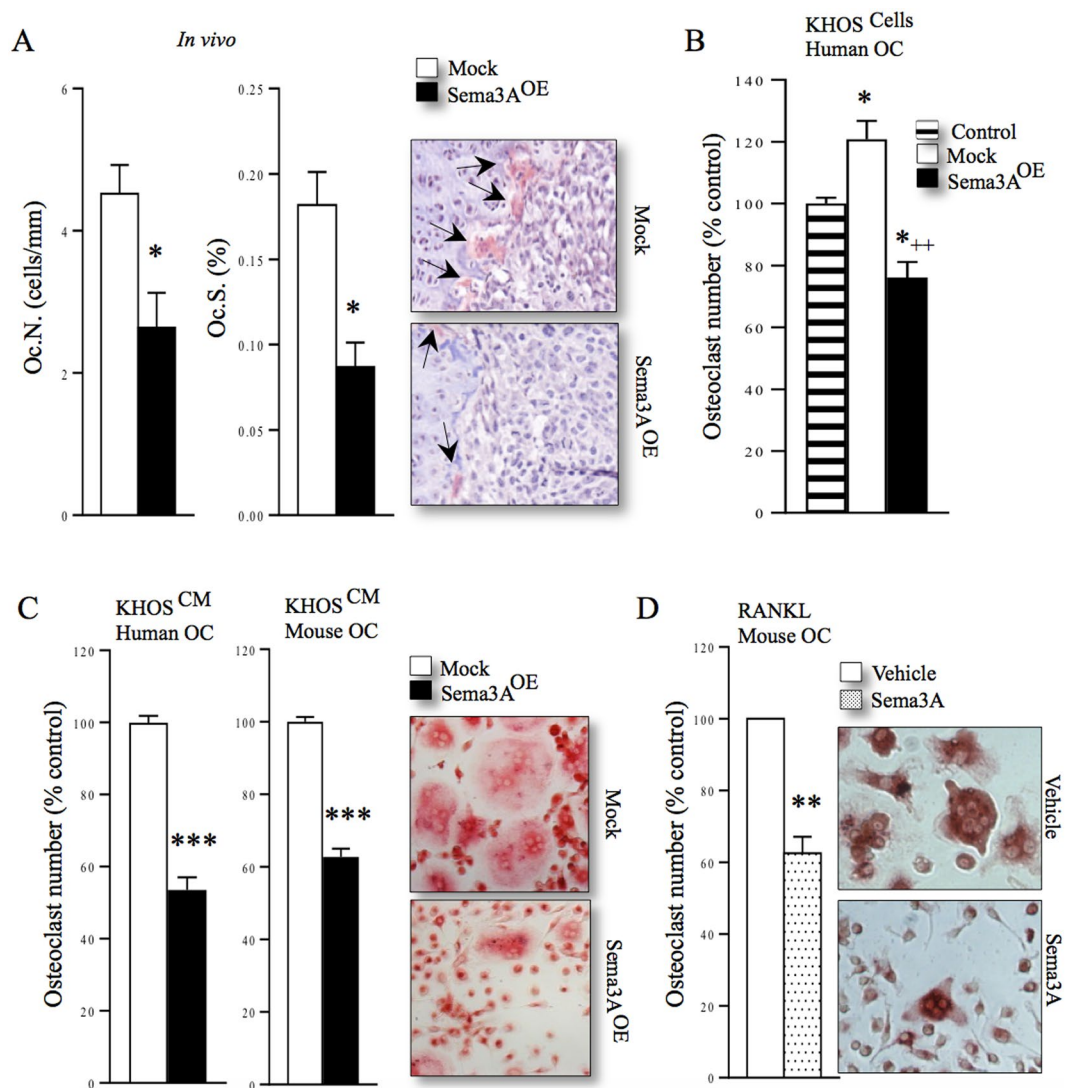 A
In vivo
Mock
Sema3A OE
Oc.N. (cells/mm)
6
4
2
0
Oc.S. (%)
0.25
0.20
0.15
0.10
0.05
0.00
*
*
Mock
Sema3A OE
B
KHOS Cells
Human OC
Osteoclast number (% control)
140
120
100
80
60
40
20
0
*
*++
Control
Mock
Sema3A OE
C
KHOS CM
Human OC
Osteoclast number (% control)
120
100
80
60
40
20
0
***
KHOS CM
Mouse OC
120
100
80
60
40
20
0
***
Mock
Sema3A OE
Mock
Sema3A OE
D
RANKL
Mouse OC
Osteoclast number (% control)
120
100
80
60
40
20
0
**
Vehicle
Sema3A
Vehicle
Sema3A